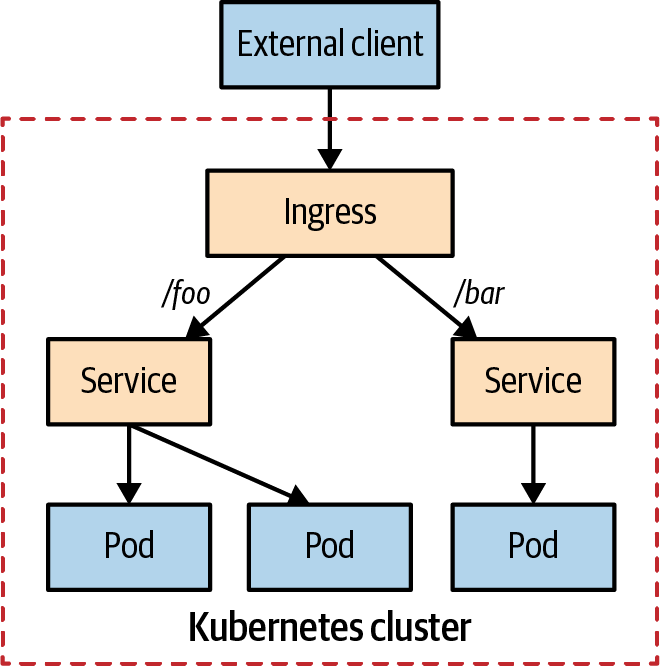 External client
Ingress
/foo
/bar
Service
Service
Pod
Pod
Pod
Kubernetes cluster